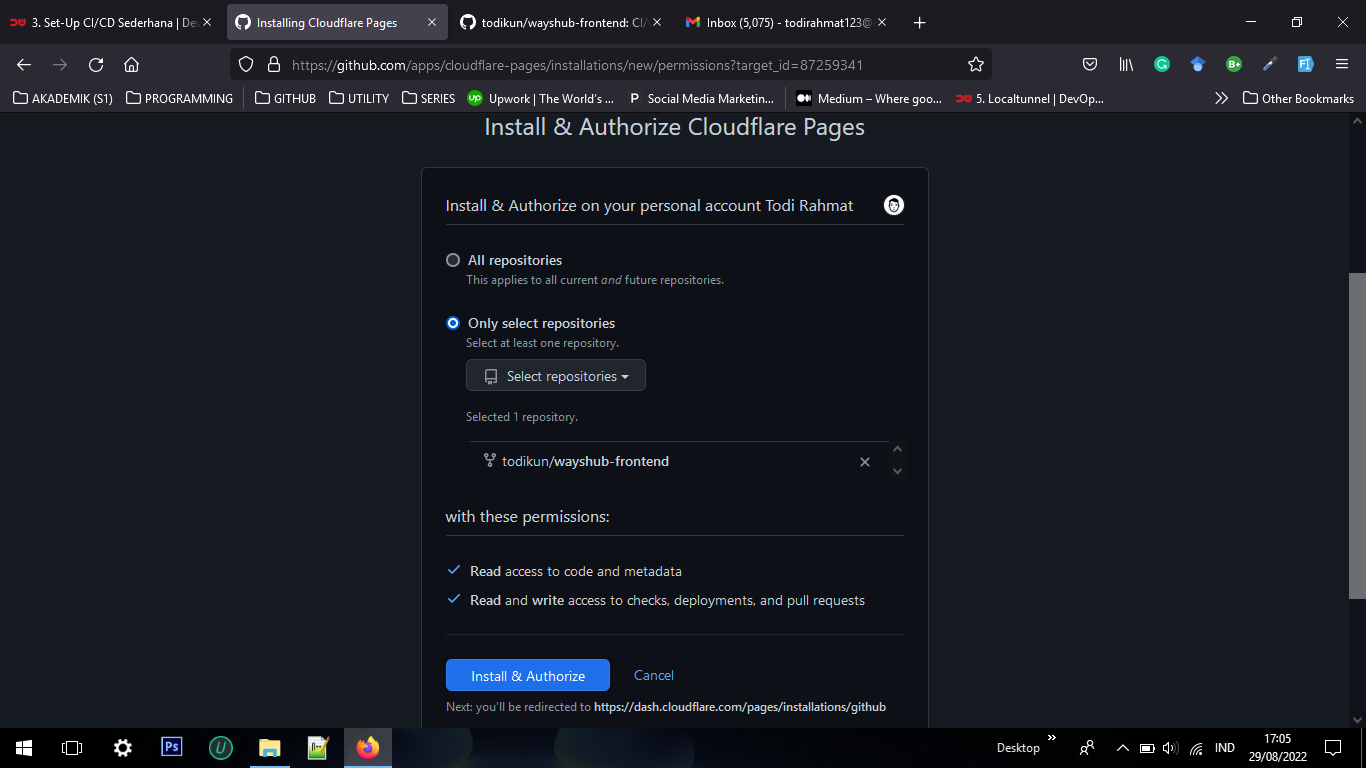 3. Set-Up CI/CD Sederhana | De
Installing Cloudflare Pages
todikun/wayshub-frontend: CI/
Inbox (5,075) - todirahmat123@
https://github.com/apps/cloudflare-pages/installations/new/permissions?target_id=87259341
AKADEMIK (S1)
PROGRAMMING
GITHUB
UTILITY
SERIES
Upwork | The World's ...
Social Media Marketin...
Medium – Where goo...
5. Localtunnel | DevOp...
Other Bookmarks
Install & Authorize Cloudflare Pages
Install & Authorize on your personal account Todi Rahmat
All repositories
This applies to all current and future repositories.
Only select repositories
Select at least one repository.
Select repositories
Selected 1 repository.
todikun/wayshub-frontend
with these permissions:
Read access to code and metadata
Read and write access to checks, deployments, and pull requests
Install & Authorize
Cancel
Next: you'll be redirected to https://dash.cloudflare.com/pages/installations/github
Ps
Desktop
IND
17:05
29/08/2022